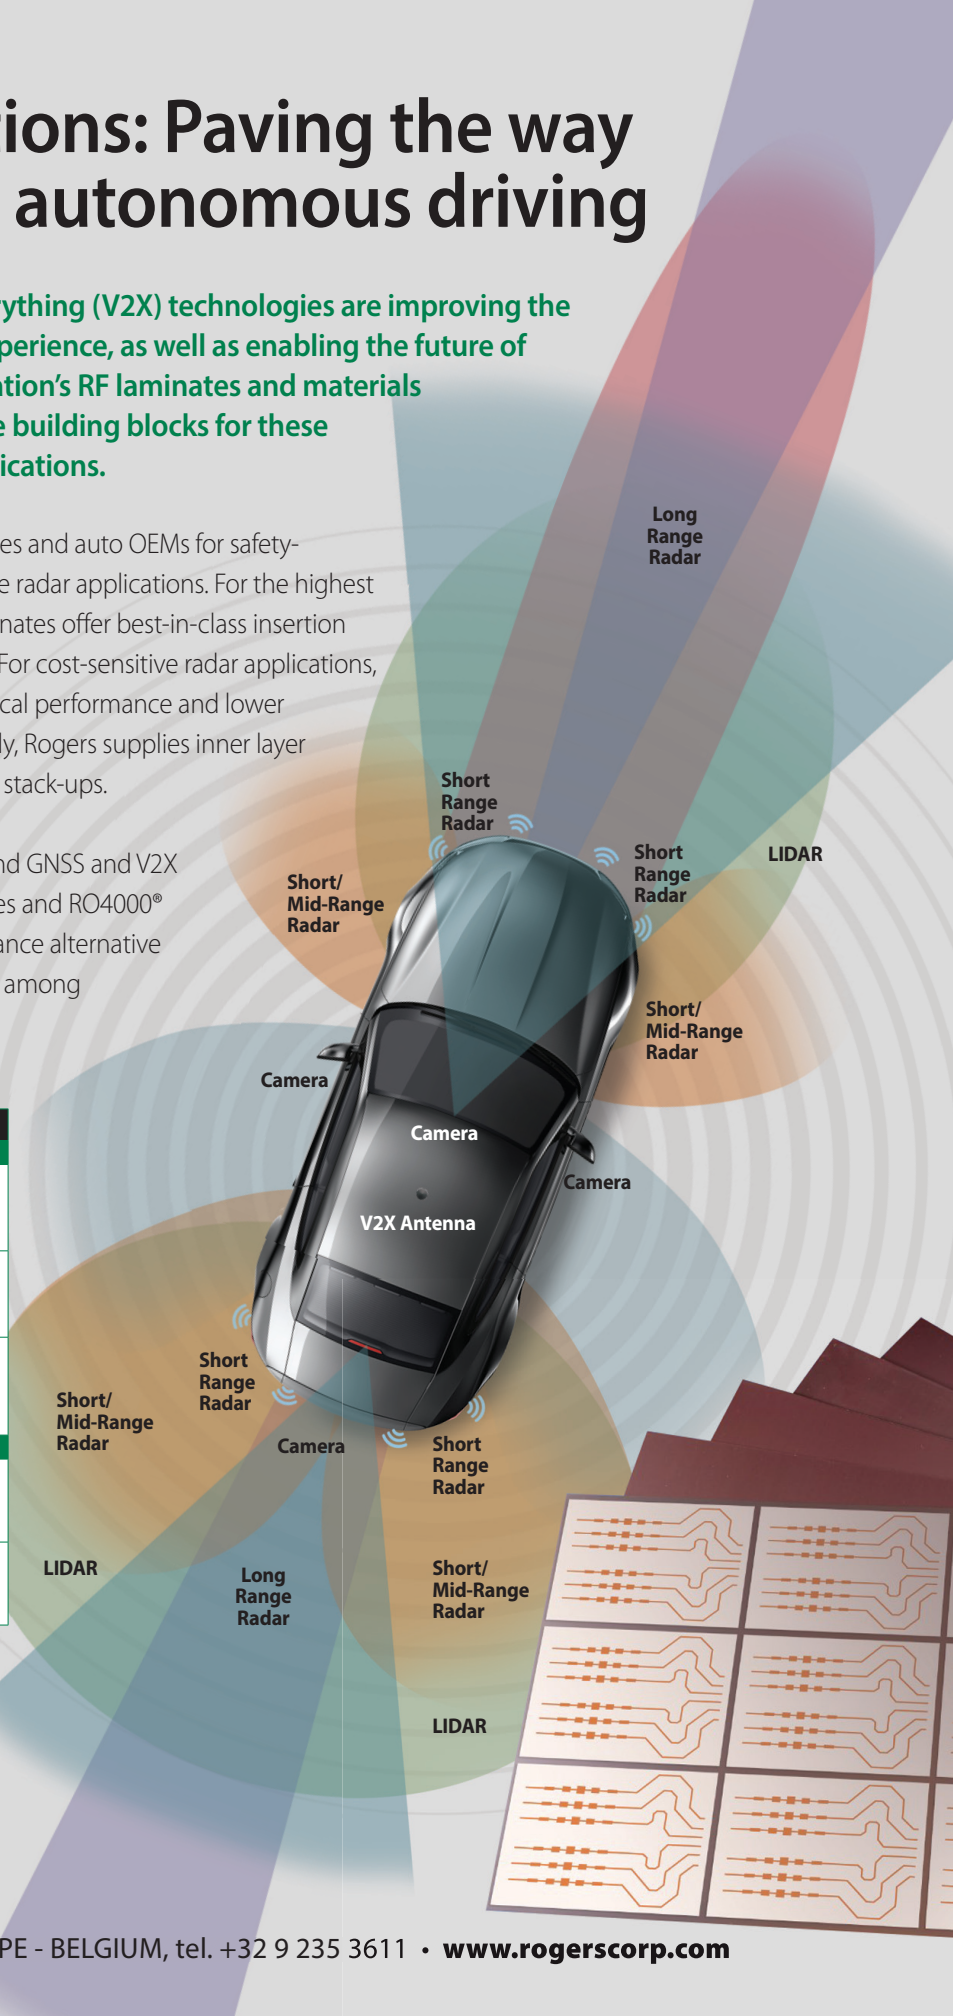 tions: Paving the way
autonomous driving
rything (V2X) technologies are improving the
perience, as well as enabling the future of
ation’s RF laminates and materials
e building blocks for these
ications.
es and auto OEMs for safety-
e radar applications. For the highest
nates offer best-in-class insertion
For cost-sensitive radar applications,
cal performance and lower
ly, Rogers supplies inner layer
stack-ups.
nd GNSS and V2X
es and RO4000®
ance alternative
among
Long
Range
Radar
Short
Range
Radar
Short
Range
Radar
LIDAR
Short/
Mid-Range
Radar
Short/
Mid-Range
Radar
Camera
Camera
Camera
V2X Antenna
Short
Range
Radar
Short/
Mid-Range
Radar
Camera
Short
Range
Radar
LIDAR
Long
Range
Radar
Short/
Mid-Range
Radar
LIDAR
PE - BELGIUM, tel. +32 9 235 3611 • www.rogerscorp.com